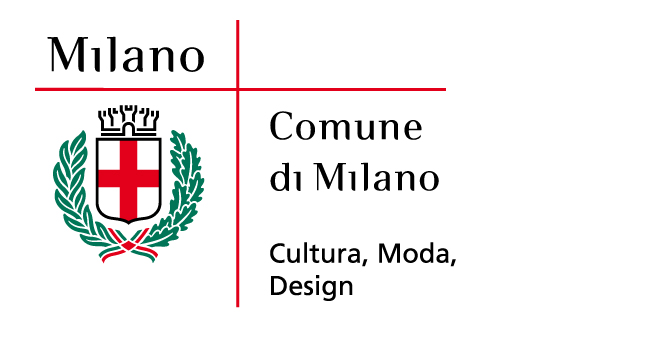 Milano
Comune
di Milano
Cultura, Moda,
Design